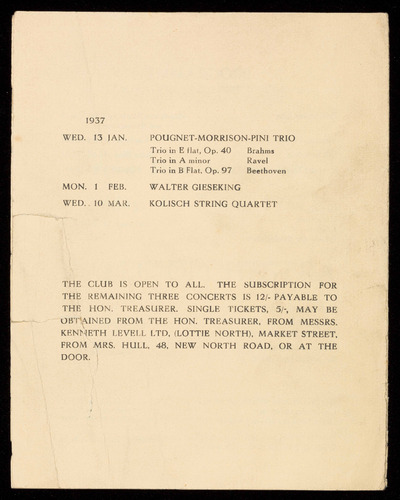 1937
WED. 13 JAN. POUGNET-MORRISON-PINI TRIO
Trio in E flat, Op. 40 Brahms
Trio in A minor Ravel
Trio in B Flat, Op. 97 Beethoven
MON. 1 FEB. WALTER GIESEKING
WED. 10 MAR. KOLISCH STRING QUARTET
THE CLUB IS OPEN TO ALL. THE SUBSCRIPTION FOR
THE REMAINING THREE CONCERTS IS 12/- PAYABLE TO
THE HON. TREASURER. SINGLE TICKETS, 5/-, MAY BE
OBTAINED FROM THE HON. TREASURER, FROM MESSRS.
KENNETH LEVELL LTD. (LOTTIE NORTH), MARKET STREET,
FROM MRS. HULL, 48, NEW NORTH ROAD, OR AT THE
DOOR.